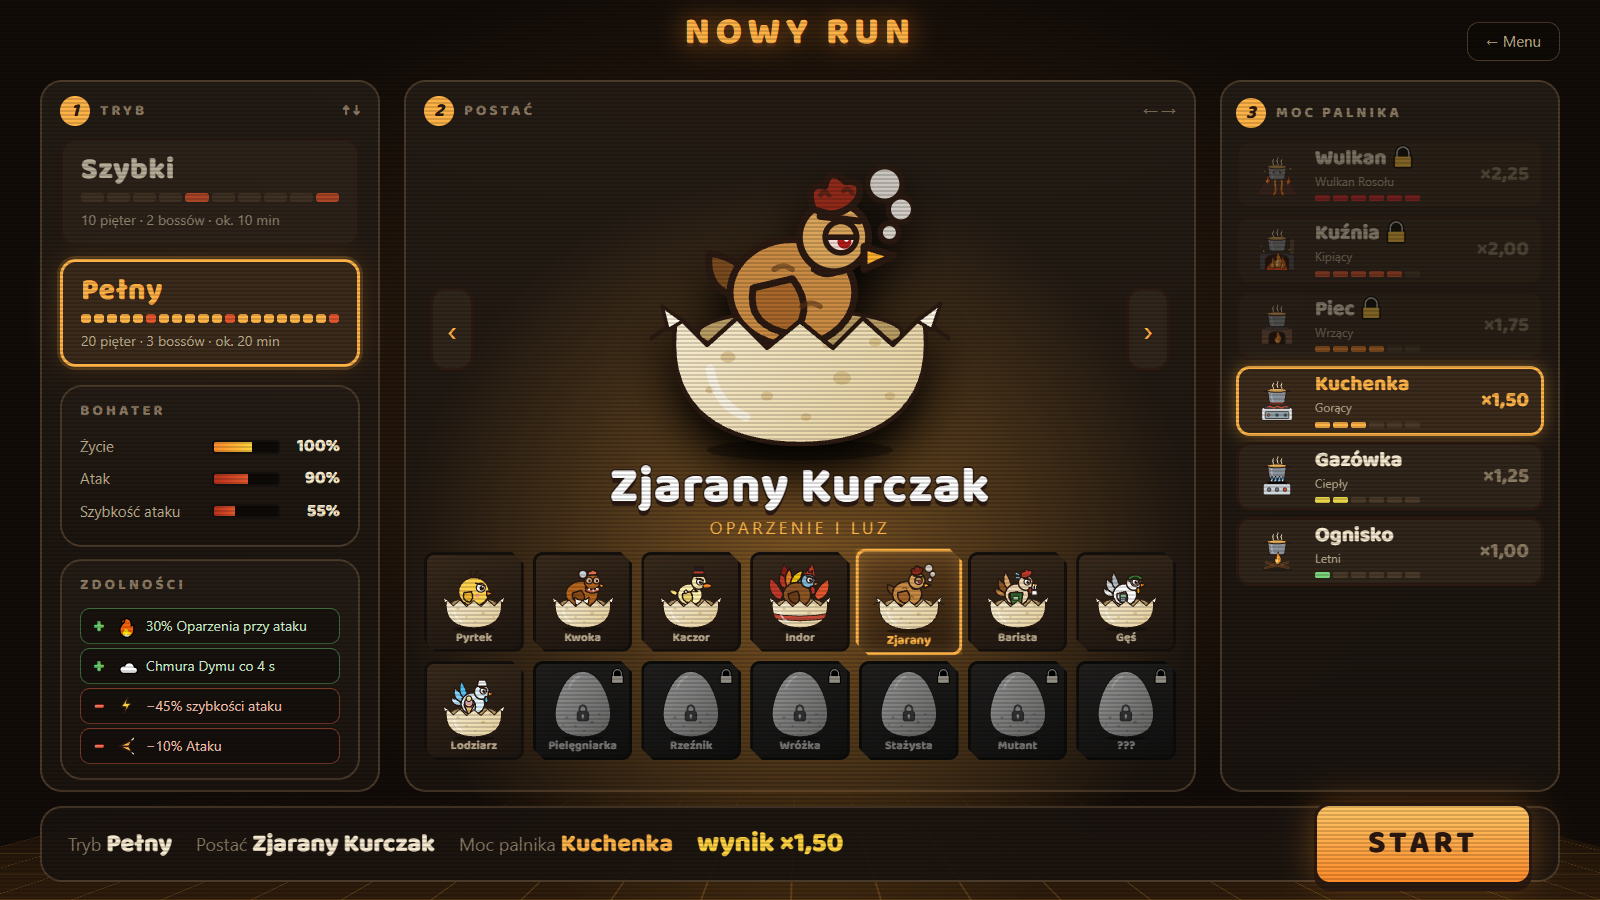 NOWY RUN
← Menu
1 TRYB ↑↓
Szybki
10 pięter · 2 bossów · ok. 10 min
Pełny
20 pięter · 3 bossów · ok. 20 min
BOHATER
Życie 100%
Atak 90%
Szybkość ataku 55%
ZDOLNOŚCI
+ 30% Oparzenia przy ataku
+ Chmura Dymu co 4 s
− −45% szybkości ataku
− −10% Ataku
2 POSTAĆ ←→
‹ ›
Zjarany Kurczak
OPARZENIE I LUZ
Pyrtek Kwoka Kaczor Indor Zjarany Barista Gęś
Lodziarz Pielęgniarka Rzeźnik Wróżka Stażysta Mutant ???
3 MOC PALNIKA
Wulkan ×2,25
Wulkan Rosołu
Kuźnia ×2,00
Kipiący
Piec ×1,75
Wrzący
Kuchenka ×1,50
Gorący
Gazówka ×1,25
Ciepły
Ognisko ×1,00
Letni
Tryb Pełny Postać Zjarany Kurczak Moc palnika Kuchenka wynik ×1,50
START